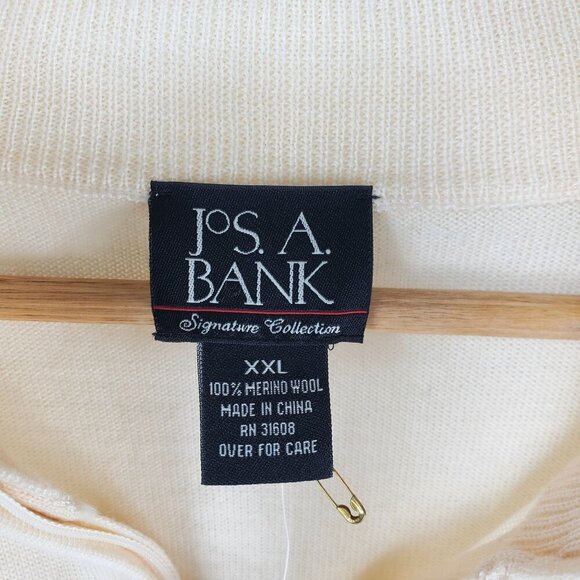 JOS. A.
BANK
Signature Collection
XXL
100% MERINO WOOL
MADE IN CHINA
RN 31608
OVER FOR CARE